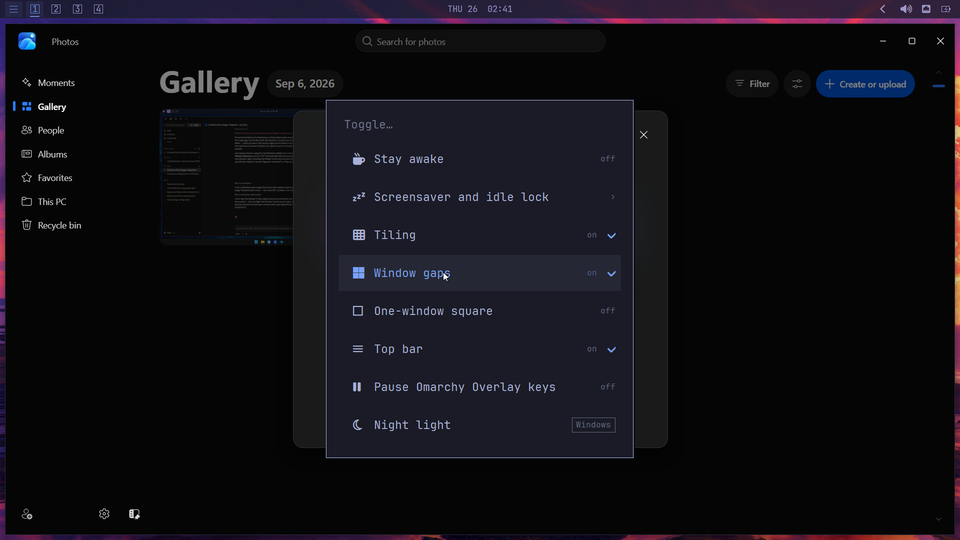 1 2 3 4
THU 26 02:41
Photos
Search for photos
Moments
Gallery
People
Albums
Favorites
This PC
Recycle bin
Gallery
Sep 6, 2026
Filter
Create or upload
Toggle…
Stay awake off
Screensaver and idle lock
Tiling on
Window gaps on
One-window square off
Top bar on
Pause Omarchy Overlay keys off
Night light Windows